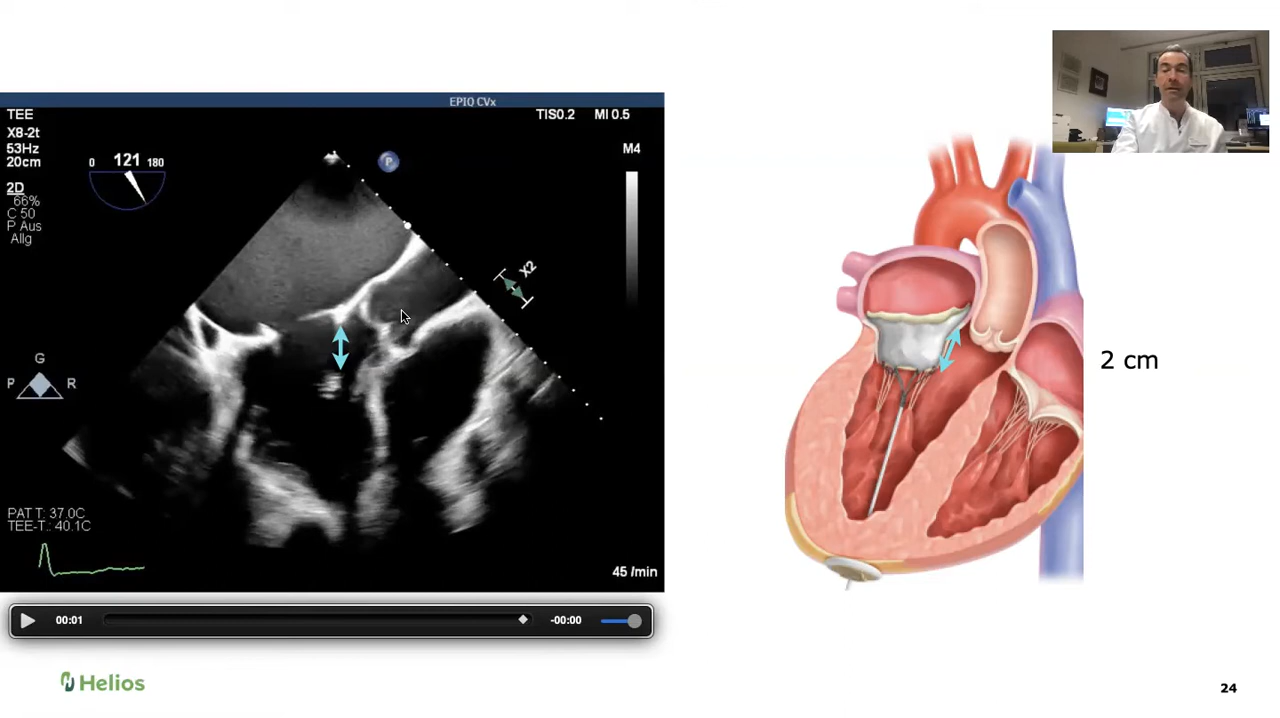 EPIQ CVx
TEE
X8-2t
53Hz
20cm
2D
66%
C 50
P Aus
Allg
0 121 180
P
TIS0.2 MI 0.5
M4
X2
G
P R
PAT T: 37.0C
TEE-T.: 40.1C
45 /min
2 cm
00:01
-00:00
Helios
24